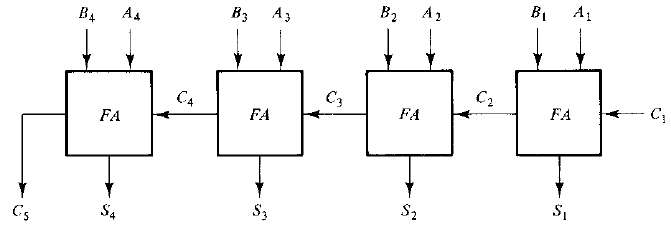 B4 A4 B3 A3 B2 A2 B1 A1
FA C4 FA C3 FA C2 FA C1
C5 S4 S3 S2 S1